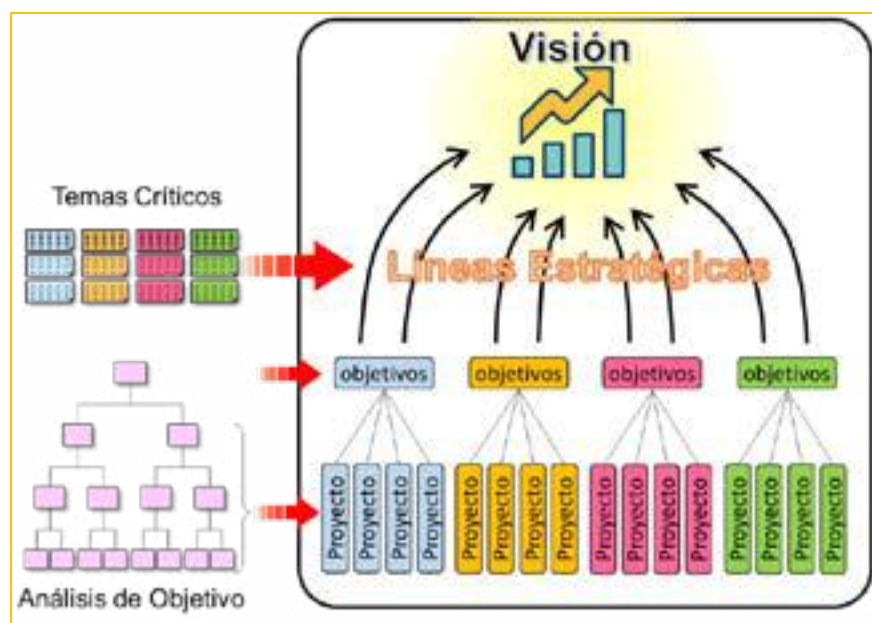 Visión
Temas Críticos
Líneas Estratégicas
objetivos objetivos objetivos objetivos
Proyecto Proyecto Proyecto Proyecto Proyecto Proyecto Proyecto Proyecto Proyecto Proyecto Proyecto Proyecto Proyecto Proyecto Proyecto Proyecto
Análisis de Objetivo